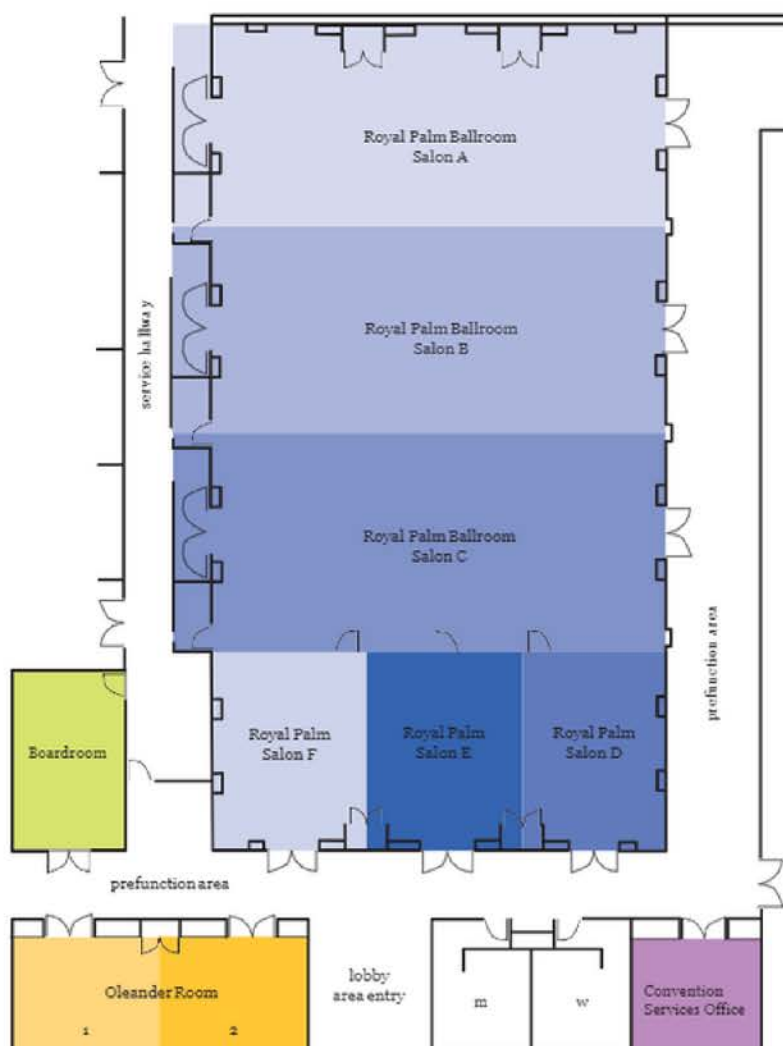 Royal Palm Ballroom
Salon A
service hallway
Royal Palm Ballroom
Salon B
Royal Palm Ballroom
Salon C
prefunction area
Boardroom
Royal Palm
Salon F
Royal Palm
Salon E
Royal Palm
Salon D
prefunction area
Oleander Room
1
2
lobby
area entry
m
w
Convention
Services Office